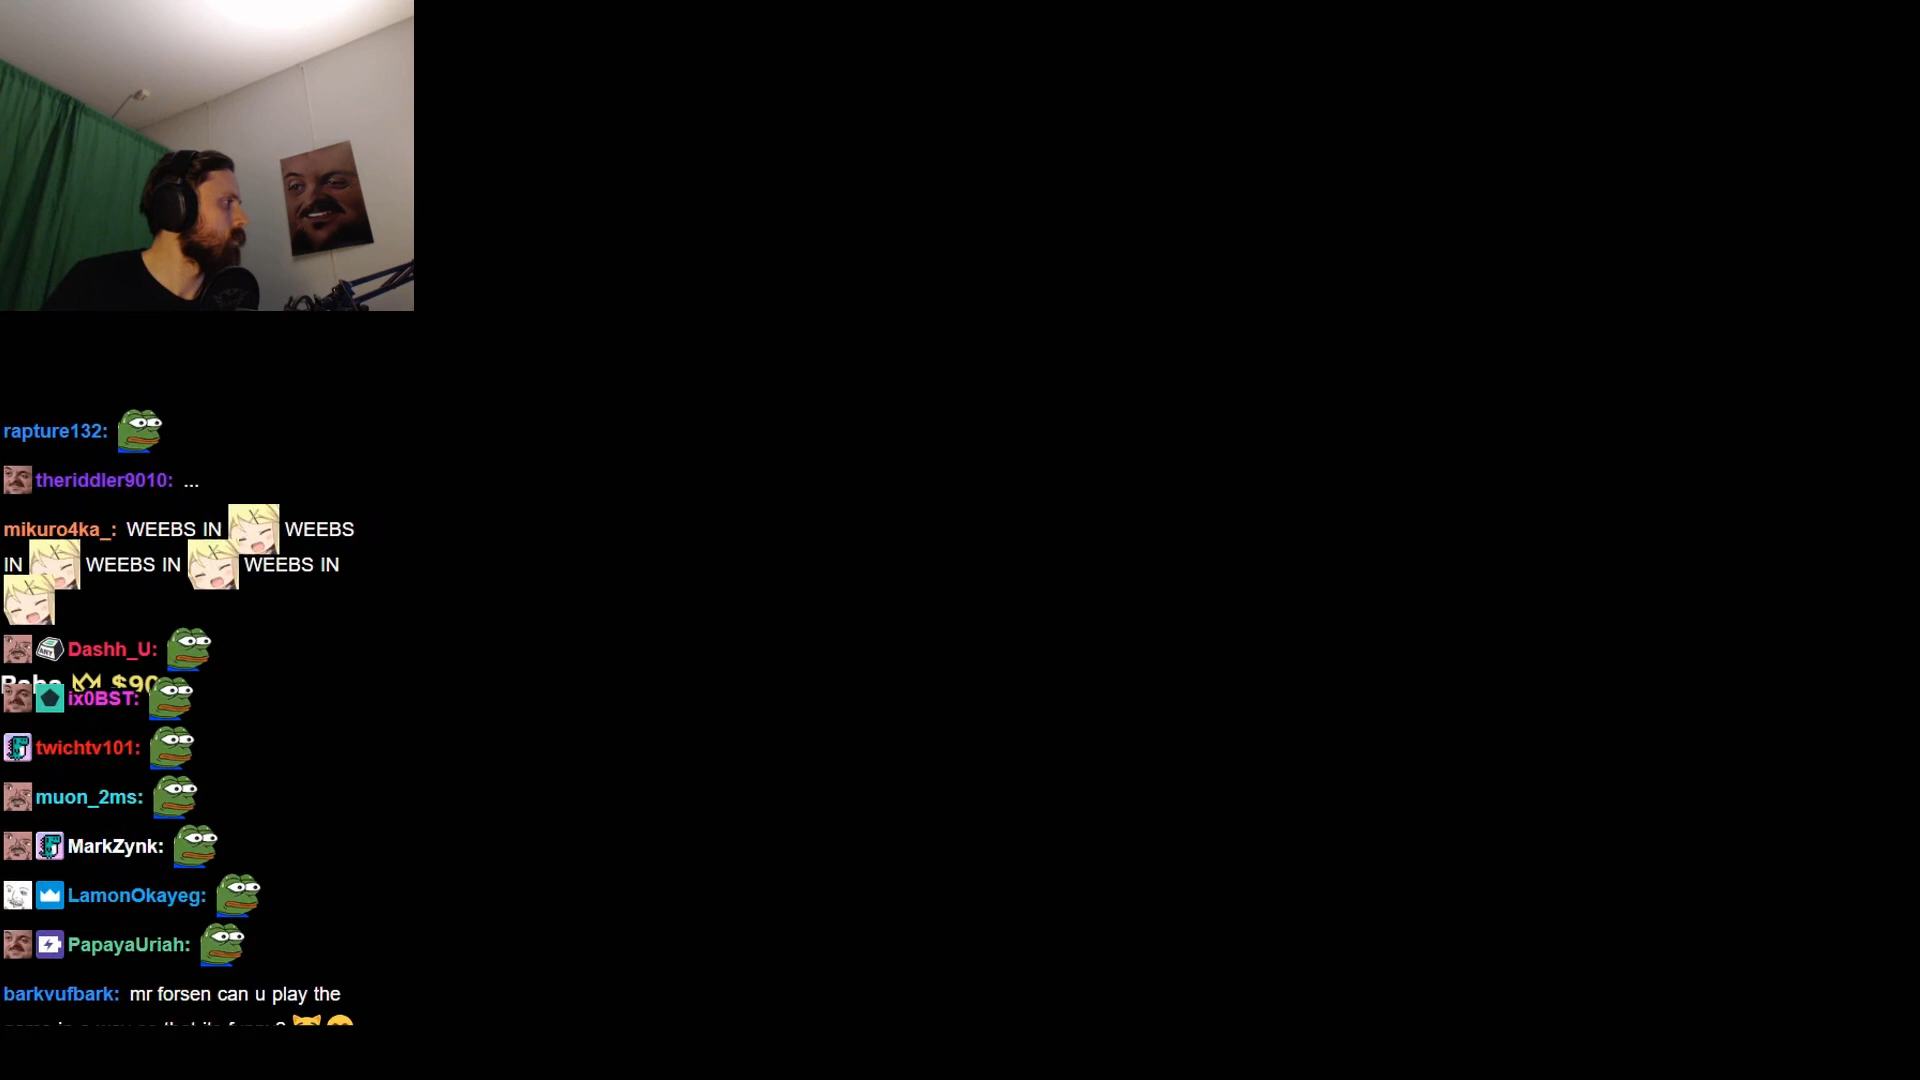 rapture132:
theriddler9010: ...
mikuro4ka_: WEEBS IN WEEBS
IN WEEBS IN WEEBS IN
Dashh_U:
$90
ix0BST:
twichtv101:
muon_2ms:
MarkZynk:
LamonOkayeg:
PapayaUriah:
barkvufbark: mr forsen can u play the